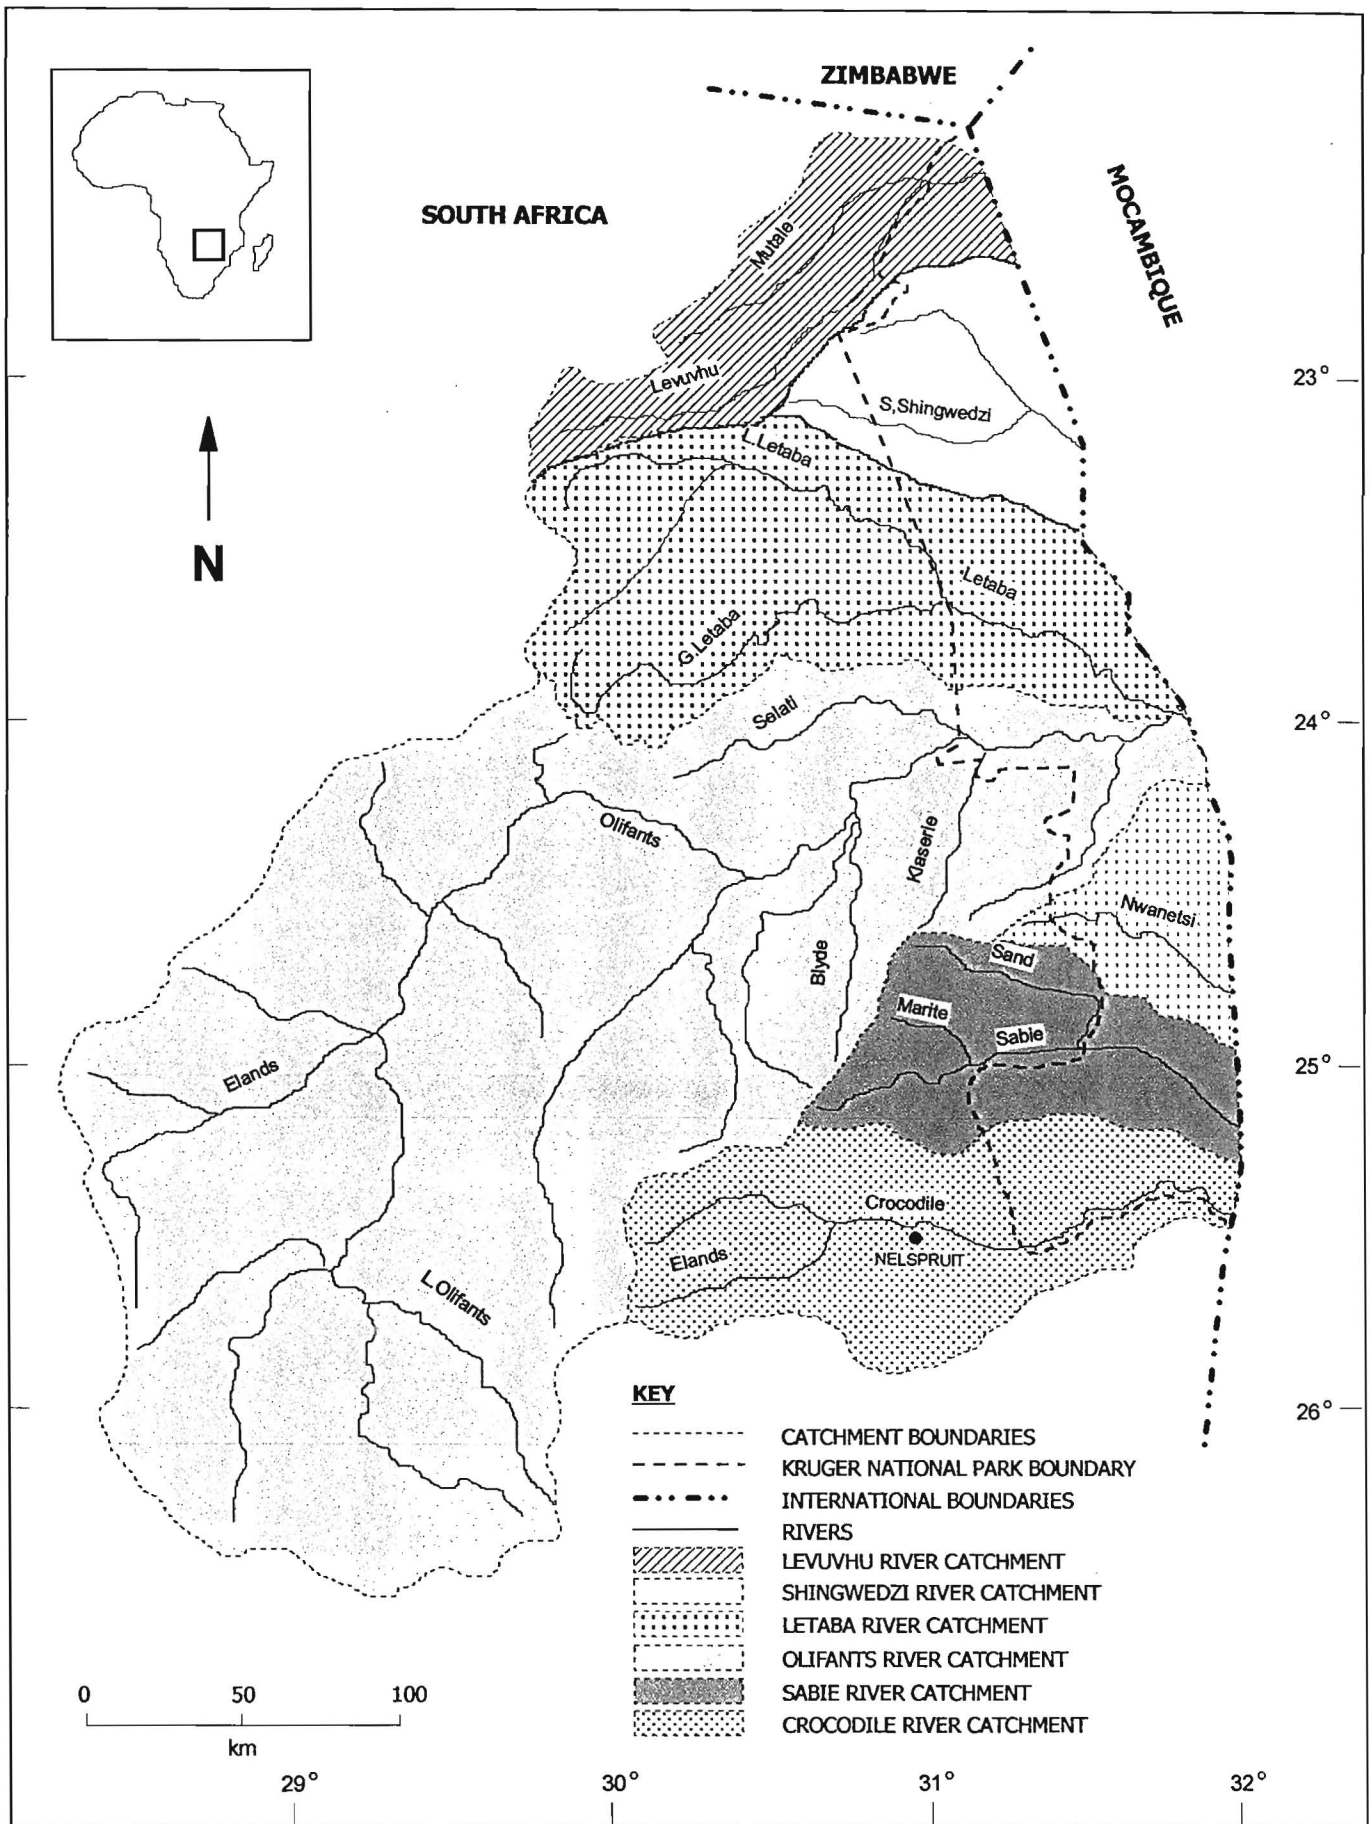 ZIMBABWE
SOUTH AFRICA
MOCAMBIQUE
Mutale
Levuvhu
23°
S,Shingwedzi
L.Letaba
N
Letaba
G.Letaba
Selati
24°
Olifants
Klaserie
Nwanetsi
Blyde
Sand
Marite
Sabie
25°
Elands
Crocodile
Elands
NELSPRUIT
L.Olifants
26°
KEY
CATCHMENT BOUNDARIES
KRUGER NATIONAL PARK BOUNDARY
INTERNATIONAL BOUNDARIES
RIVERS
LEVUVHU RIVER CATCHMENT
SHINGWEDZI RIVER CATCHMENT
LETABA RIVER CATCHMENT
OLIFANTS RIVER CATCHMENT
SABIE RIVER CATCHMENT
CROCODILE RIVER CATCHMENT
0 50 100
km
29° 30° 31° 32°